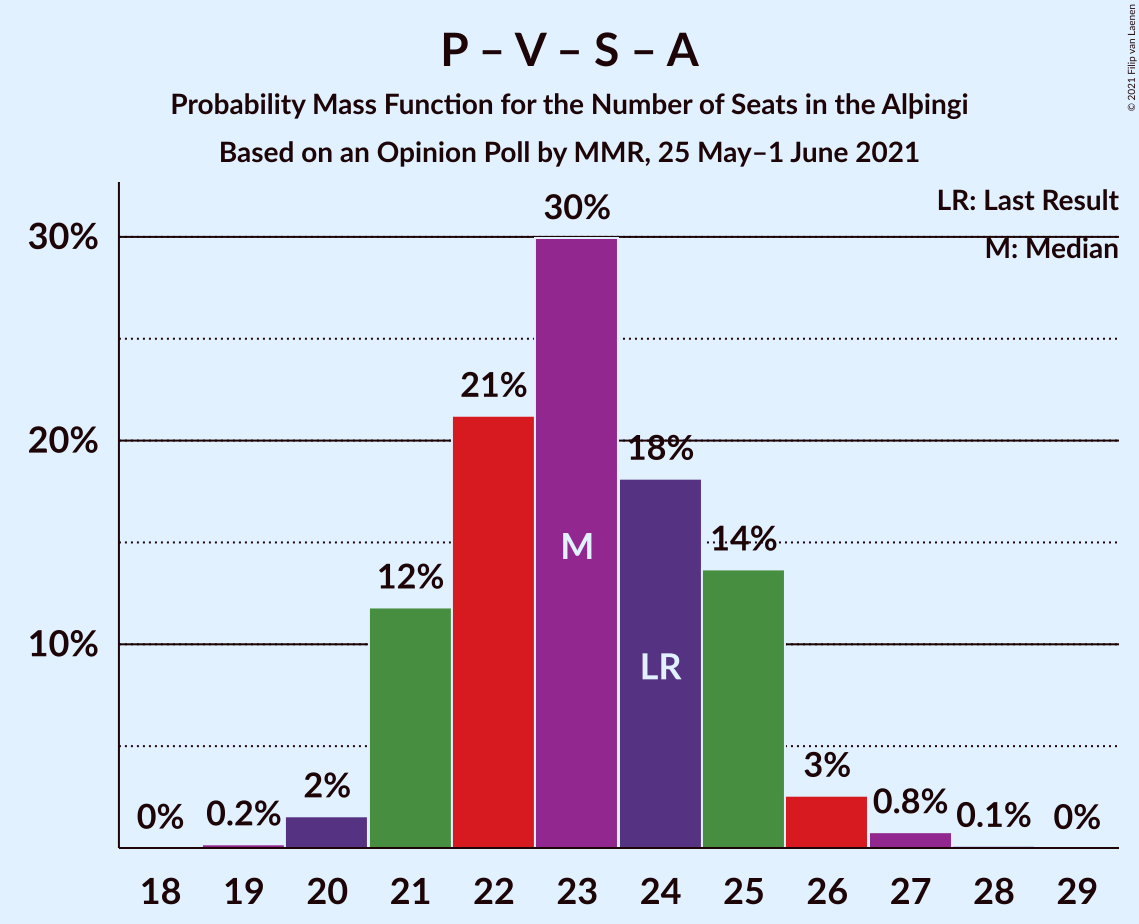 P – V – S – A
Probability Mass Function for the Number of Seats in the Alþingi
Based on an Opinion Poll by MMR, 25 May–1 June 2021
© 2021 Filip van Laenen
LR: Last Result
M: Median
30%
20%
10%
0%
0.2%
2%
12%
21%
30%
18%
14%
3%
0.8%
0.1%
0%
M
LR
18 19 20 21 22 23 24 25 26 27 28 29